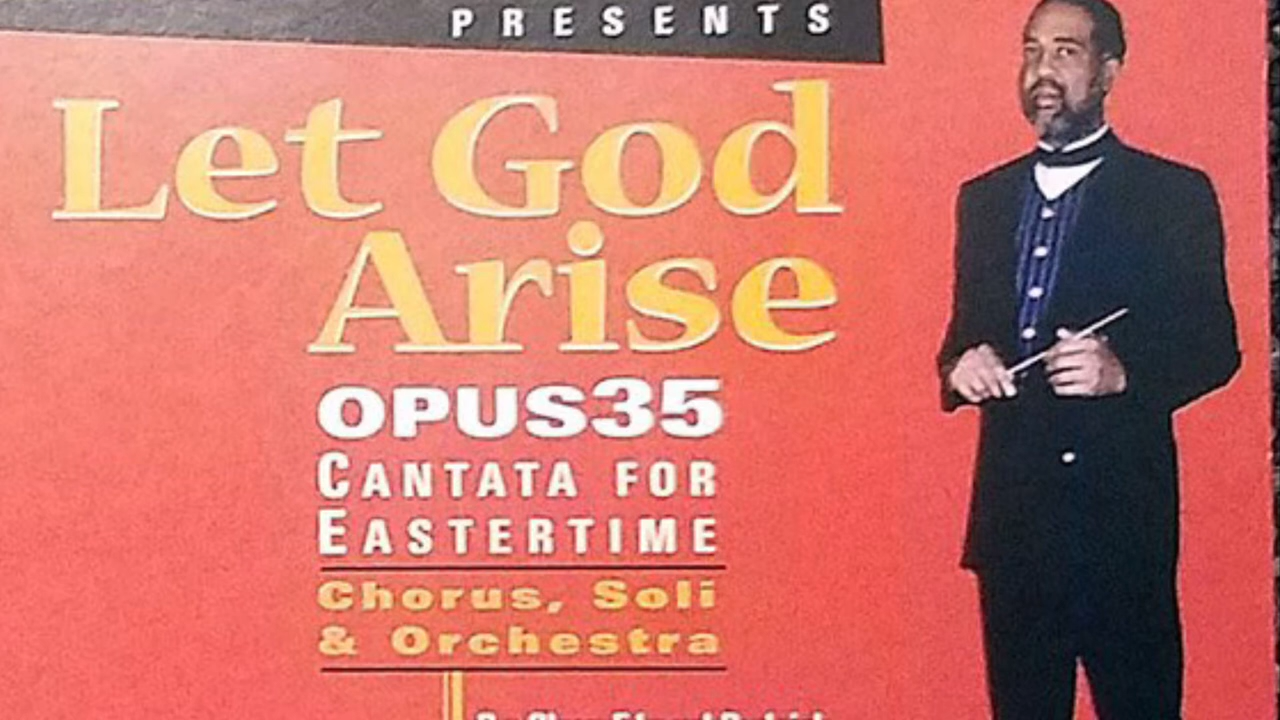 PRESENTS
Let God
Arise
OPUS35
CANTATA FOR
EASTERTIME
Chorus, Soli
& Orchestra